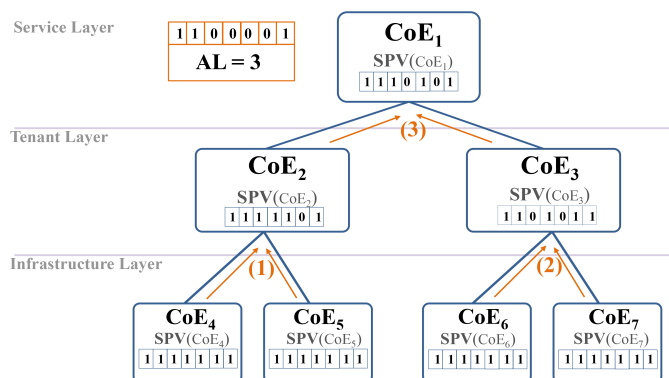 Service Layer
1 1 0 0 0 0 1
AL = 3
CoE1
SPV(CoE1)
1 1 1 0 1 0 1
(3)
Tenant Layer
CoE2
SPV(CoE2)
1 1 1 1 1 0 1
CoE3
SPV(CoE3)
1 1 0 1 0 1 1
Infrastructure Layer
(1)
(2)
CoE4
SPV(CoE4)
1 1 1 1 1 1 1
CoE5
SPV(CoE5)
1 1 1 1 1 1 1
CoE6
SPV(CoE6)
1 1 1 1 1 1 1
CoE7
SPV(CoE7)
1 1 1 1 1 1 1